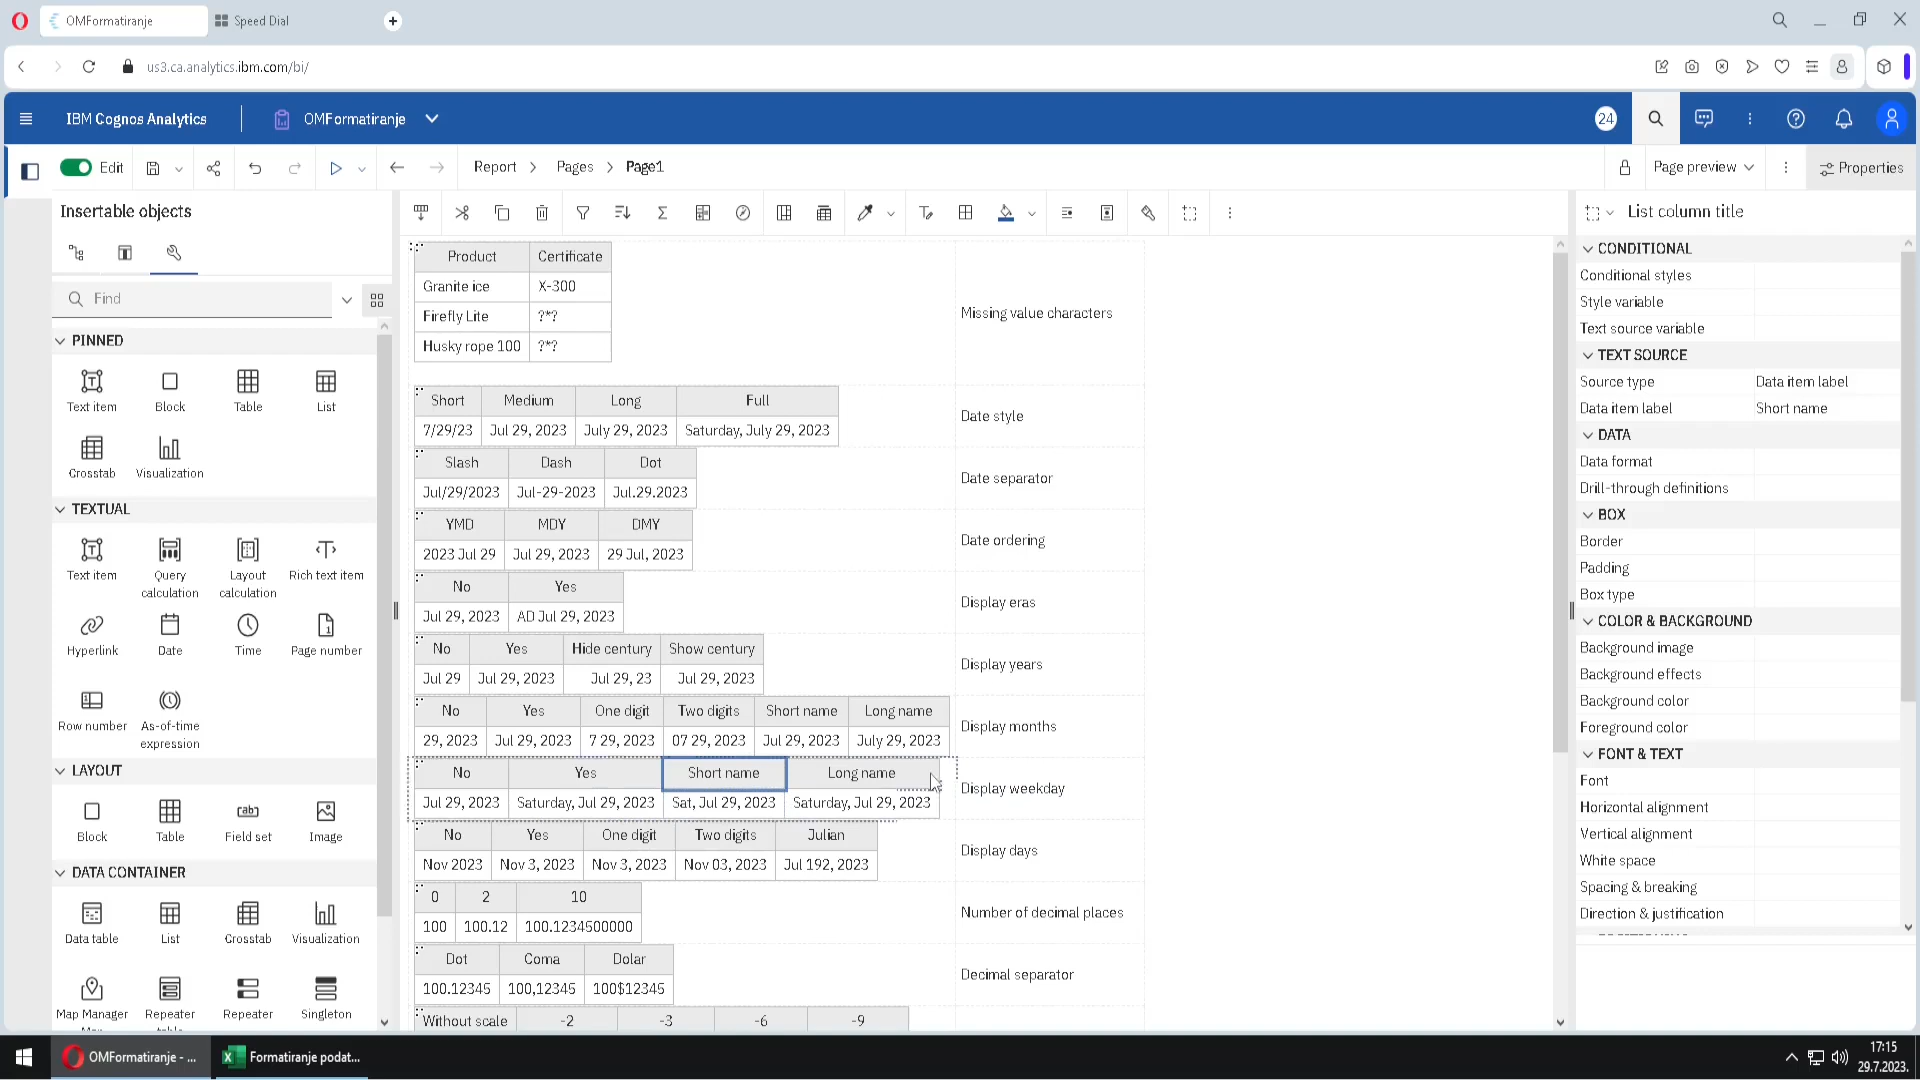 OMFormatiranje
Speed Dial
us3.ca.analytics.ibm.com/bi/
IBM Cognos Analytics
OMFormatiranje
24
Edit
Report
Pages
Page1
Page preview
Properties
Insertable objects
Find
PINNED
Text item
Block
Table
List
Crosstab
Visualization
TEXTUAL
Text item
Query calculation
Layout calculation
Rich text item
Hyperlink
Date
Time
Page number
Row number
As-of-time expression
LAYOUT
Block
Table
Field set
Image
DATA CONTAINER
Data table
List
Crosstab
Visualization
Map Manager
Repeater
Repeater
Singleton
Product Certificate
Granite ice X-300
Firefly Lite ?*?
Husky rope 100 ?*?
Missing value characters
Short Medium Long Full
7/29/23 Jul 29, 2023 July 29, 2023 Saturday, July 29, 2023
Date style
Slash Dash Dot
Jul/29/2023 Jul-29-2023 Jul.29.2023
Date separator
YMD MDY DMY
2023 Jul 29 Jul 29, 2023 29 Jul, 2023
Date ordering
No Yes
Jul 29, 2023 AD Jul 29, 2023
Display eras
No Yes Hide century Show century
Jul 29 Jul 29, 2023 Jul 29, 23 Jul 29, 2023
Display years
No Yes One digit Two digits Short name Long name
29, 2023 Jul 29, 2023 7 29, 2023 07 29, 2023 Jul 29, 2023 July 29, 2023
Display months
No Yes Short name Long name
Jul 29, 2023 Saturday, Jul 29, 2023 Sat, Jul 29, 2023 Saturday, Jul 29, 2023
Display weekday
No Yes One digit Two digits Julian
Nov 2023 Nov 3, 2023 Nov 3, 2023 Nov 03, 2023 Jul 192, 2023
Display days
0 2 10
100 100.12 100.1234500000
Number of decimal places
Dot Coma Dolar
100.12345 100,12345 100$12345
Decimal separator
Without scale -2 -3 -6 -9
List column title
CONDITIONAL
Conditional styles
Style variable
Text source variable
TEXT SOURCE
Source type Data item label
Data item label Short name
DATA
Data format
Drill-through definitions
BOX
Border
Padding
Box type
COLOR & BACKGROUND
Background image
Background effects
Background color
Foreground color
FONT & TEXT
Font
Horizontal alignment
Vertical alignment
White space
Spacing & breaking
Direction & justification
OMFormatiranje - ...
Formatiranje podat...
17:15
29.7.2023.